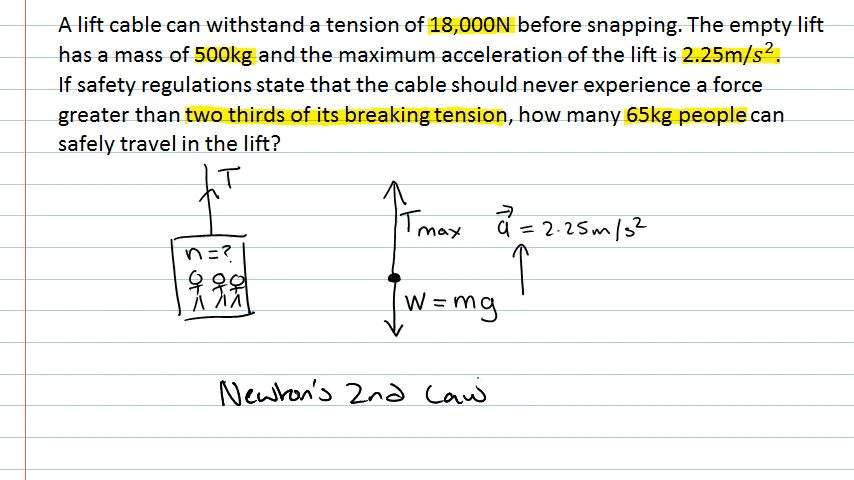 A lift cable can withstand a tension of 18,000N before snapping. The empty lift
has a mass of 500kg and the maximum acceleration of the lift is 2.25m/s².
If safety regulations state that the cable should never experience a force
greater than two thirds of its breaking tension, how many 65kg people can
safely travel in the lift?
T
n=?
Tmax
a⃗ = 2.25m/s²
W=mg
Newton's 2nd Law